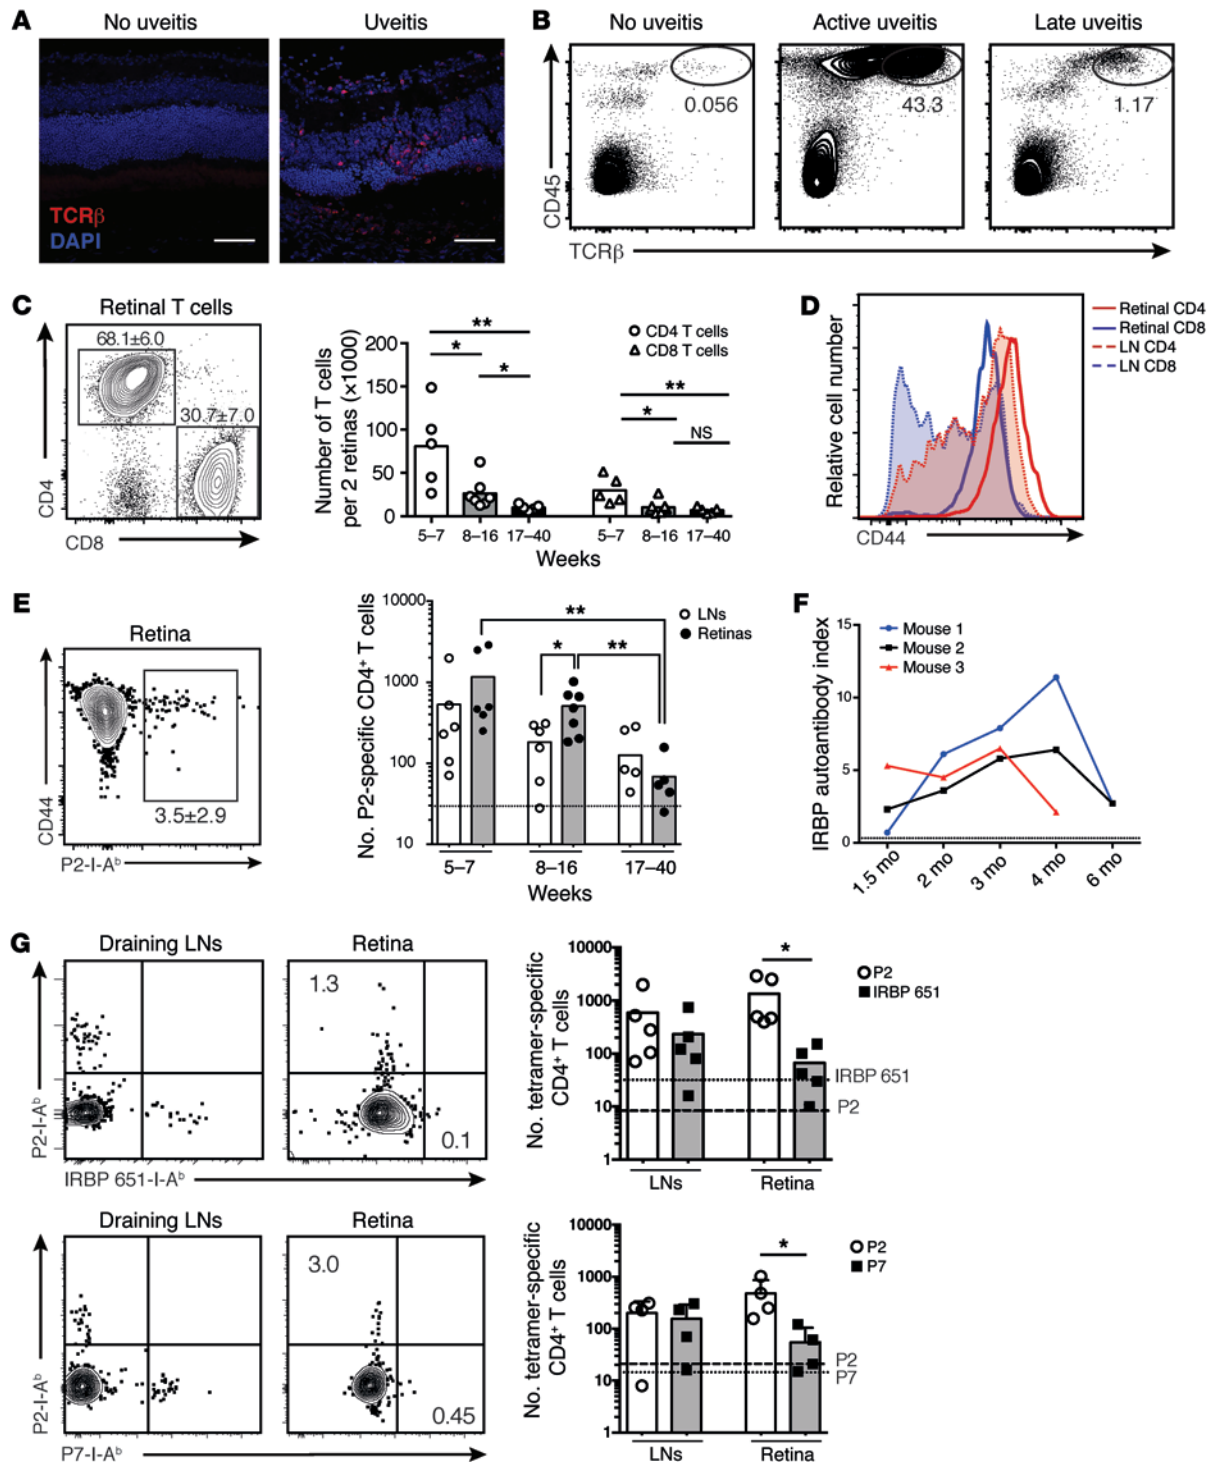 A
No uveitis
Uveitis
TCRβ
DAPI
B
No uveitis
Active uveitis
Late uveitis
0.056
43.3
1.17
CD45
TCRβ
C
Retinal T cells
68.1±6.0
30.7±7.0
CD4
CD8
Number of T cells
per 2 retinas (×1000)
200
150
100
50
0
**
*
*
CD4 T cells
CD8 T cells
**
*
NS
5–7
8–16
17–40
5–7
8–16
17–40
Weeks
D
Relative cell number
CD44
Retinal CD4
Retinal CD8
LN CD4
LN CD8
E
Retina
CD44
3.5±2.9
P2-I-Aᵇ
No. P2-specific CD4⁺ T cells
10000
1000
100
10
**
*
**
LNs
Retinas
5–7
8–16
17–40
Weeks
F
IRBP autoantibody index
15
10
5
0
Mouse 1
Mouse 2
Mouse 3
1.5 mo
2 mo
3 mo
4 mo
6 mo
G
Draining LNs
Retina
1.3
0.1
P2-I-Aᵇ
IRBP 651-I-Aᵇ
No. tetramer-specific
CD4⁺ T cells
10000
1000
100
10
1
*
P2
IRBP 651
IRBP 651
P2
LNs
Retina
Draining LNs
Retina
3.0
0.45
P2-I-Aᵇ
P7-I-Aᵇ
No. tetramer-specific
CD4⁺ T cells
10000
1000
100
10
1
*
P2
P7
P2
P7
LNs
Retina